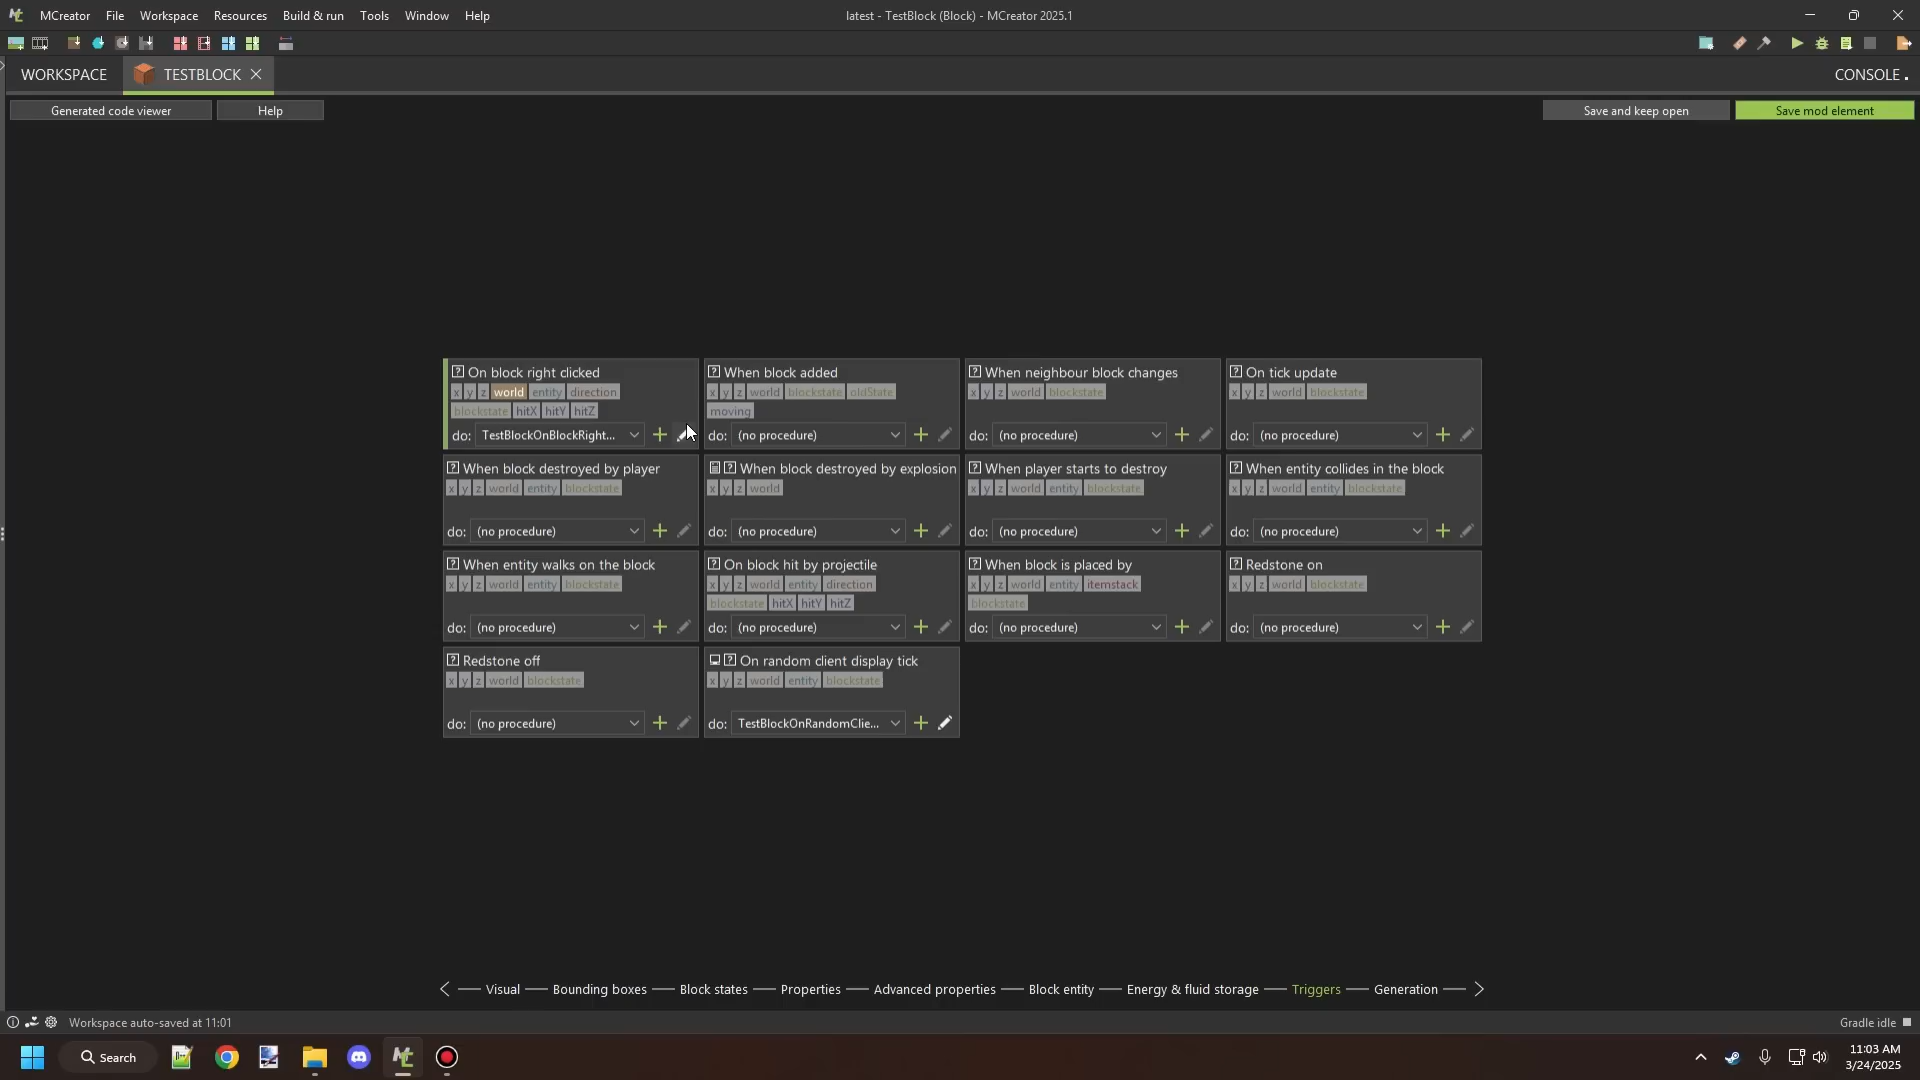 MCreator File Workspace Resources Build & run Tools Window Help
latest - TestBlock (Block) - MCreator 2025.1
WORKSPACE
TESTBLOCK
CONSOLE
Generated code viewer
Help
Save and keep open
Save mod element
On block right clicked
x y z world entity direction
blockstate hitX hitY hitZ
do: TestBlockOnBlockRight...
When block added
x y z world blockstate oldState
moving
do: (no procedure)
When neighbour block changes
x y z world blockstate
do: (no procedure)
On tick update
x y z world blockstate
do: (no procedure)
When block destroyed by player
x y z world entity blockstate
do: (no procedure)
When block destroyed by explosion
x y z world
do: (no procedure)
When player starts to destroy
x y z world entity blockstate
do: (no procedure)
When entity collides in the block
x y z world entity blockstate
do: (no procedure)
When entity walks on the block
x y z world entity blockstate
do: (no procedure)
On block hit by projectile
x y z world entity direction
blockstate hitX hitY hitZ
do: (no procedure)
When block is placed by
x y z world entity itemstack
blockstate
do: (no procedure)
Redstone on
x y z world blockstate
do: (no procedure)
Redstone off
x y z world blockstate
do: (no procedure)
On random client display tick
x y z world entity blockstate
do: TestBlockOnRandomClie...
Visual Bounding boxes Block states Properties Advanced properties Block entity Energy & fluid storage Triggers Generation
Workspace auto-saved at 11:01
Gradle idle
Search
11:03 AM
3/24/2025